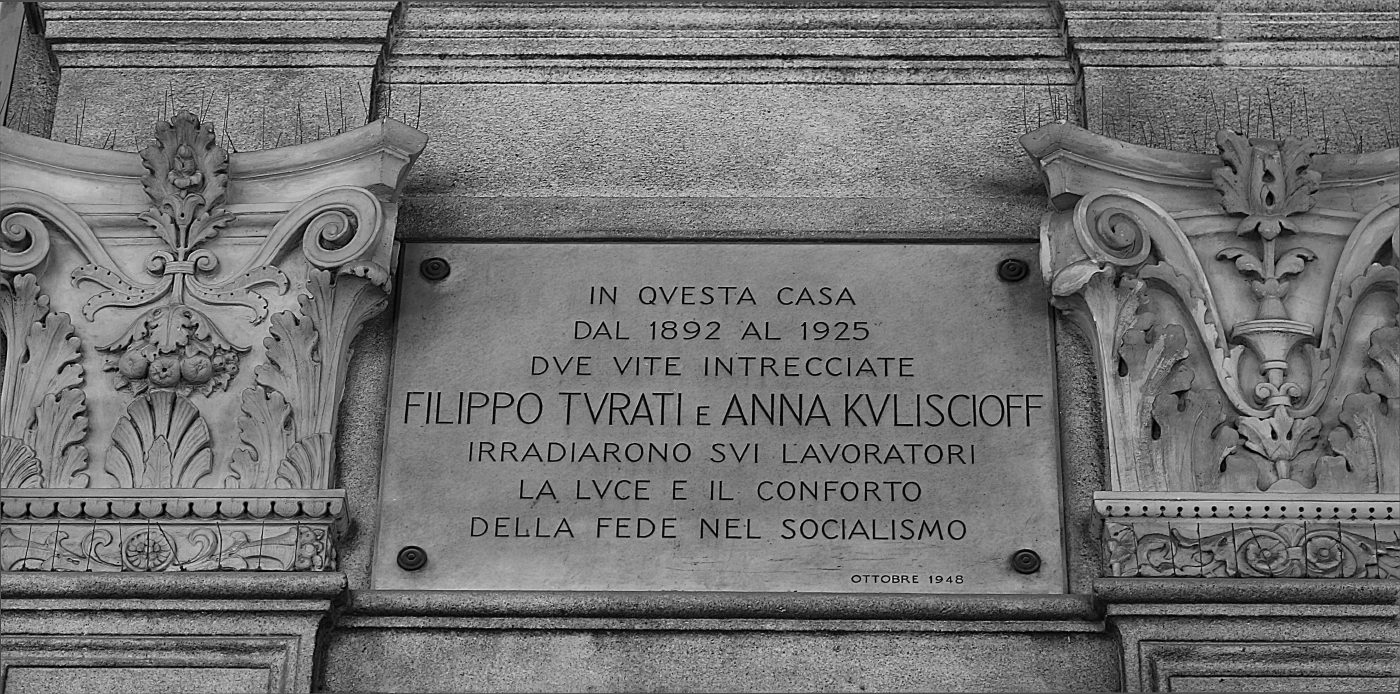 IN QVESTA CASA
DAL 1892 AL 1925
DVE VITE INTRECCIATE
FILIPPO TVRATI E ANNA KVLISCIOFF
IRRADIARONO SVI LAVORATORI
LA LVCE E IL CONFORTO
DELLA FEDE NEL SOCIALISMO
OTTOBRE 1948